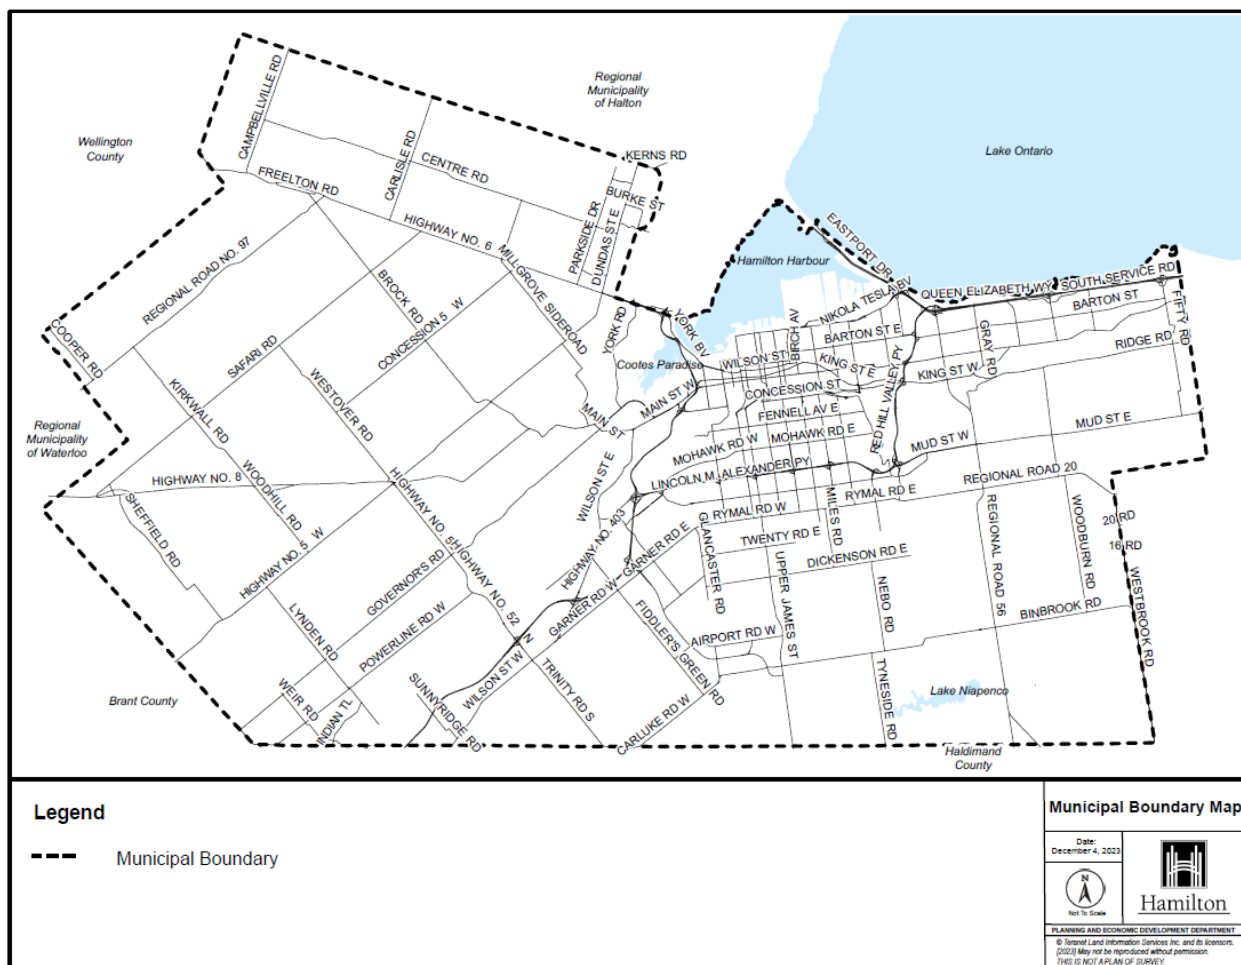 Regional
Municipality
of Halton
Wellington
County
Lake Ontario
CAMPBELLVILLE RD
CARLISLE RD
CENTRE RD
KERNS RD
FREELTON RD
BURKE ST
PARKSIDE DR
DUNDAS ST E
HIGHWAY NO. 6
EASTPORT DR
REGIONAL ROAD NO. 97
MILLGROVE SIDEROAD
Hamilton Harbour
BROCK RD
NIKOLA TESLA BV
QUEEN ELIZABETH WY
SOUTH SERVICE RD
BARTON ST
FIFTY RD
COOPER RD
SAFARI RD
CONCESSION 5 W
YORK RD
YORK BV
BIRCH AV
BARTON ST E
GRAY RD
RIDGE RD
WILSON ST
KING ST E
KING ST W
Cootes Paradise
RED HILL VALLEY PY
KIRKWALL RD
WESTOVER RD
MAIN ST W
CONCESSION ST
MAIN ST
FENNELL AV E
MUD ST E
Regional
Municipality
of Waterloo
MOHAWK RD W
MOHAWK RD E
MUD ST W
HIGHWAY NO. 8
WOODHILL RD
WILSON ST E
LINCOLN M. ALEXANDER PY
REGIONAL ROAD 20
SHEFFIELD RD
RYMAL RD E
RYMAL RD W
MILES RD
HIGHWAY NO. 5 W
HIGHWAY NO. 52 N
HIGHWAY NO. 403
GARNER RD E
GLANCASTER RD
TWENTY RD E
REGIONAL ROAD 56
WOODBURN RD
20 RD
16 RD
GOVERNOR'S RD
DICKENSON RD E
UPPER JAMES ST
NEBO RD
WESTBROOK RD
LYNDEN RD
POWERLINE RD W
GARNER RD W
FIDDLER'S GREEN RD
AIRPORT RD W
BINBROOK RD
WEIR RD
INDIAN TL
SUNNYRIDGE RD
WILSON ST W
TRINITY RD S
CARLUKE RD W
TYNESIDE RD
Lake Niapenco
Brant County
Haldimand
County
Legend
Municipal Boundary
Municipal Boundary Map
Date:
December 4, 2023
N
Not To Scale
Hamilton
PLANNING AND ECONOMIC DEVELOPMENT DEPARTMENT
© Teranet Land Information Services Inc. and its licensors.
[2023] May not be reproduced without permission.
THIS IS NOT A PLAN OF SURVEY.